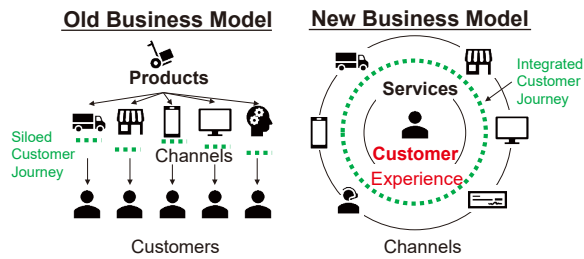 Old Business Model
Products
Siloed
Customer
Journey
Channels
Customers
New Business Model
Integrated
Customer
Journey
Services
Customer
Experience
Channels